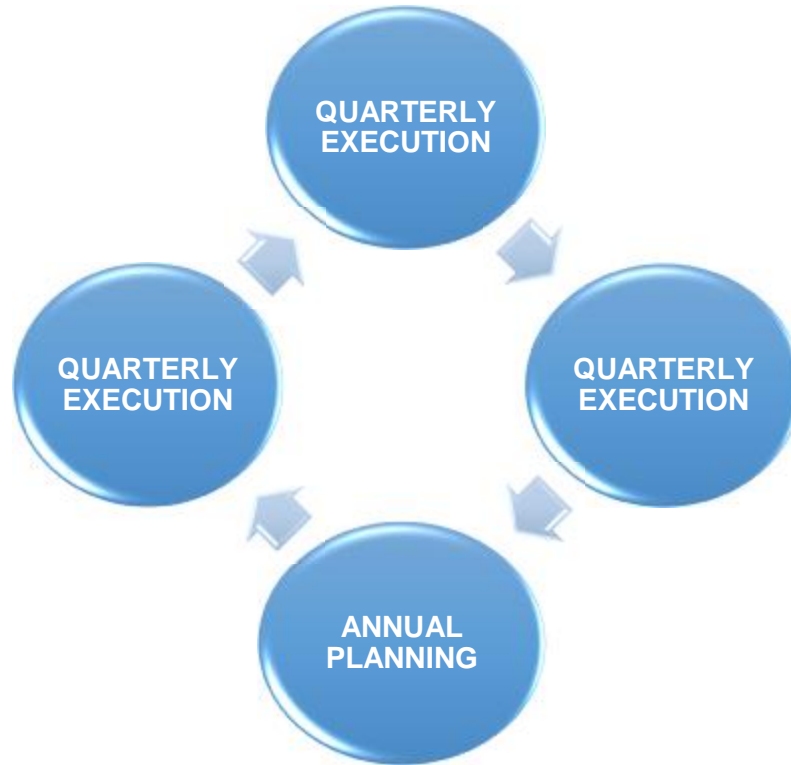 QUARTERLY
EXECUTION
QUARTERLY
EXECUTION
QUARTERLY
EXECUTION
ANNUAL
PLANNING